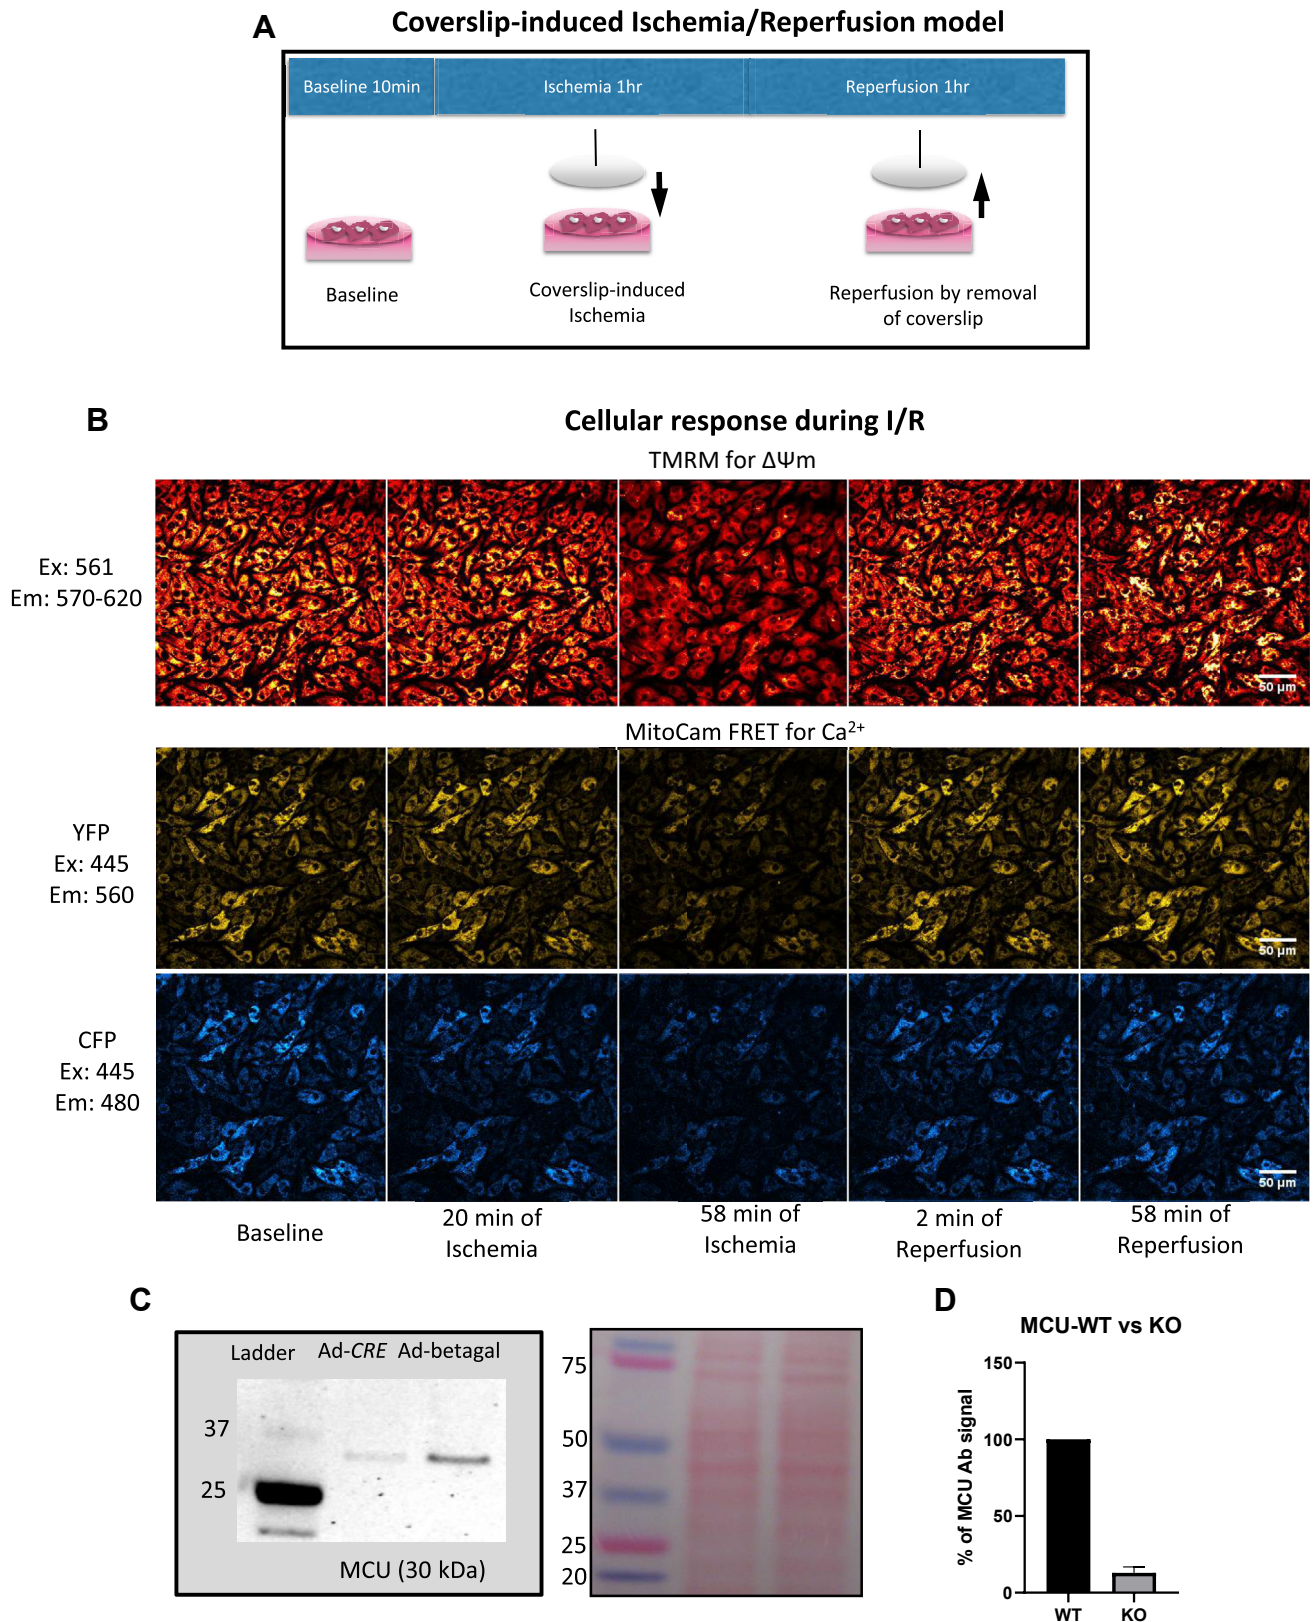 A
Coverslip-induced Ischemia/Reperfusion model
Baseline 10min
Ischemia 1hr
Reperfusion 1hr
Baseline
Coverslip-induced
Ischemia
Reperfusion by removal
of coverslip
B
Cellular response during I/R
TMRM for ΔΨm
Ex: 561
Em: 570-620
50 µm
MitoCam FRET for Ca²⁺
YFP
Ex: 445
Em: 560
50 µm
CFP
Ex: 445
Em: 480
50 µm
Baseline
20 min of
Ischemia
58 min of
Ischemia
2 min of
Reperfusion
58 min of
Reperfusion
C
Ladder Ad-CRE Ad-betagal
37
25
MCU (30 kDa)
75
50
37
25
20
D
MCU-WT vs KO
% of MCU Ab signal
150
100
50
0
WT KO